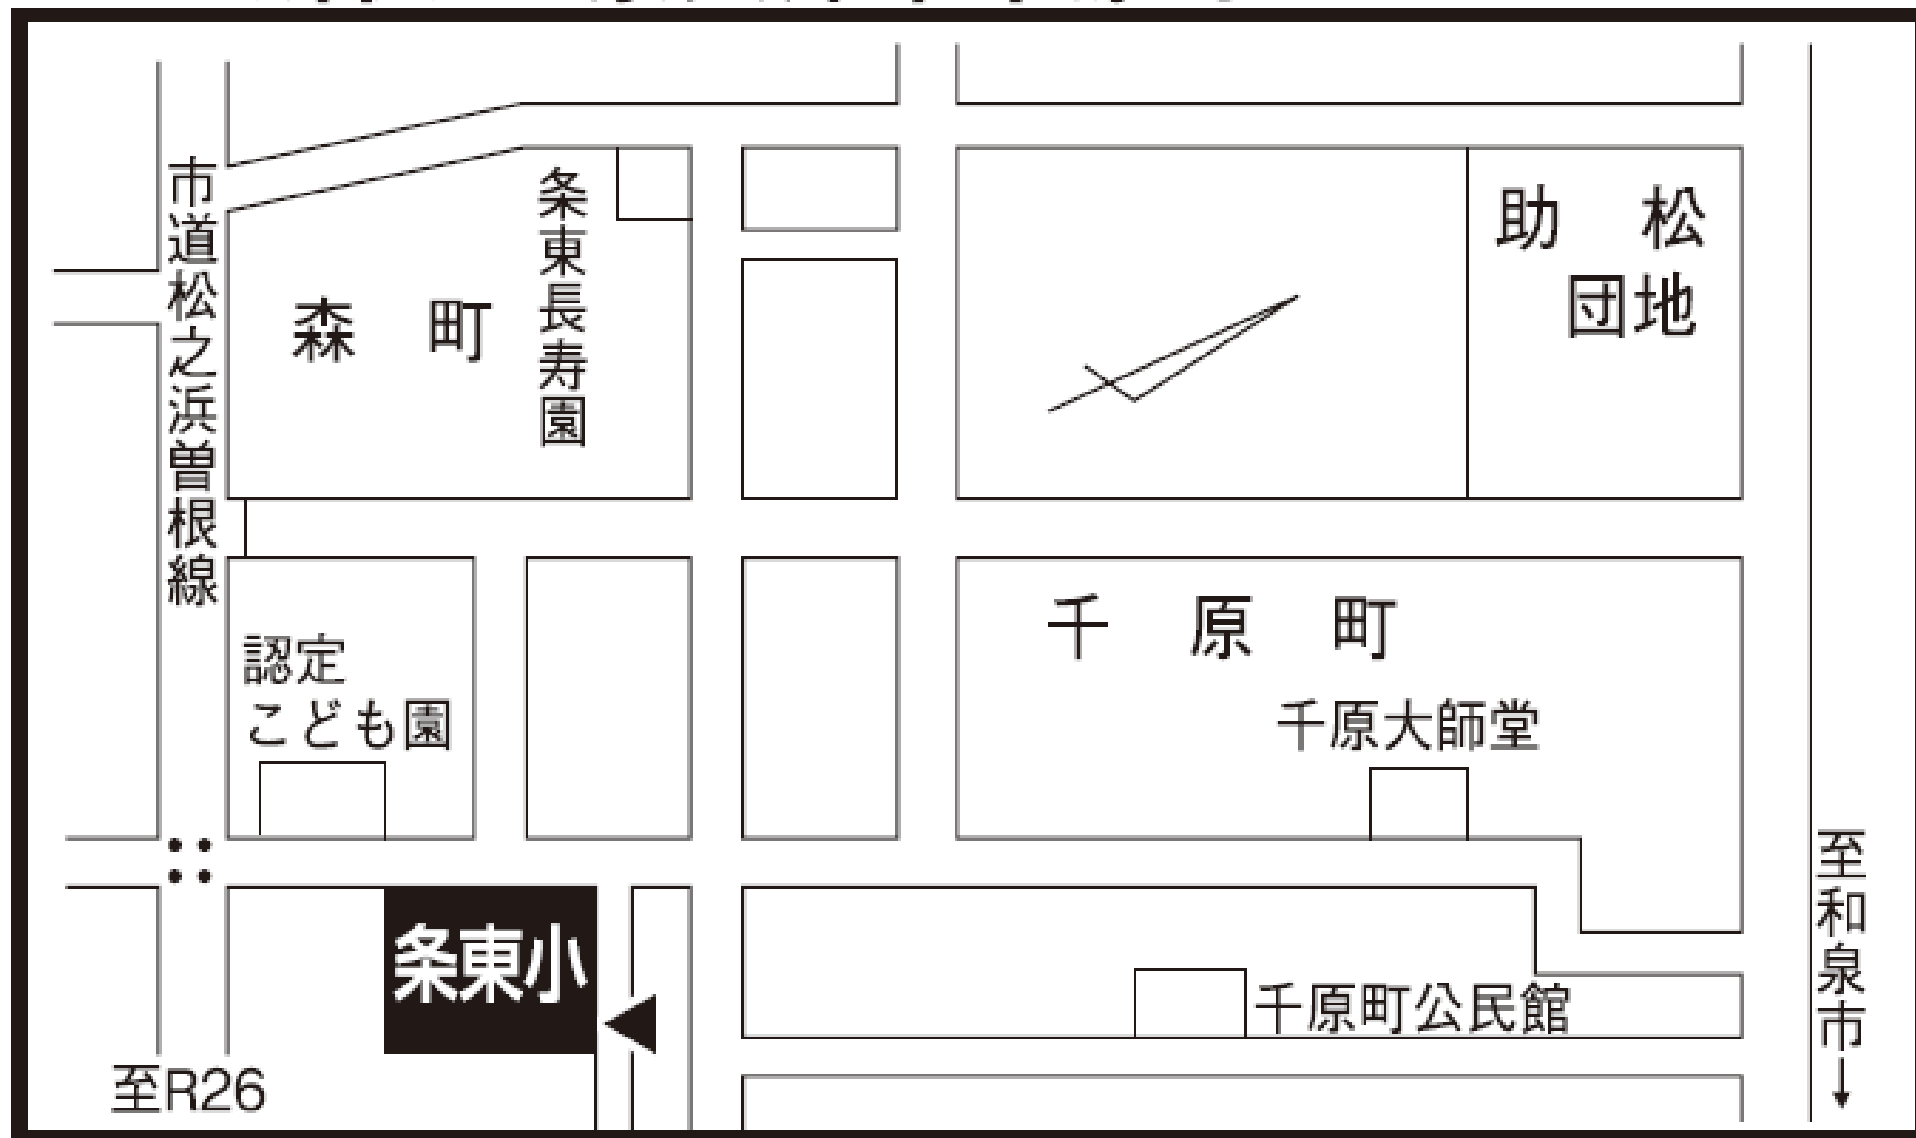 市道松之浜曽根線
森町
条東長寿園
助松
団地
認定
こども園
千原町
千原大師堂
条東小
千原町公民館
至和泉市
至R26